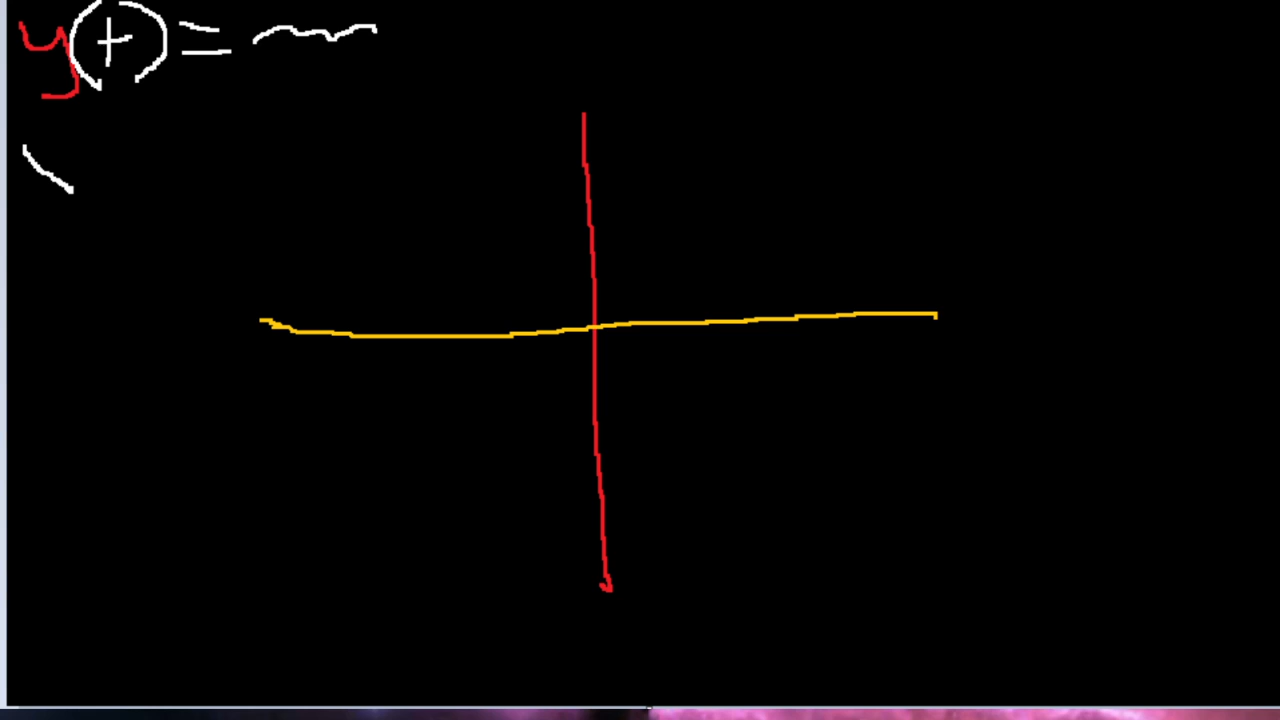 y(t) =